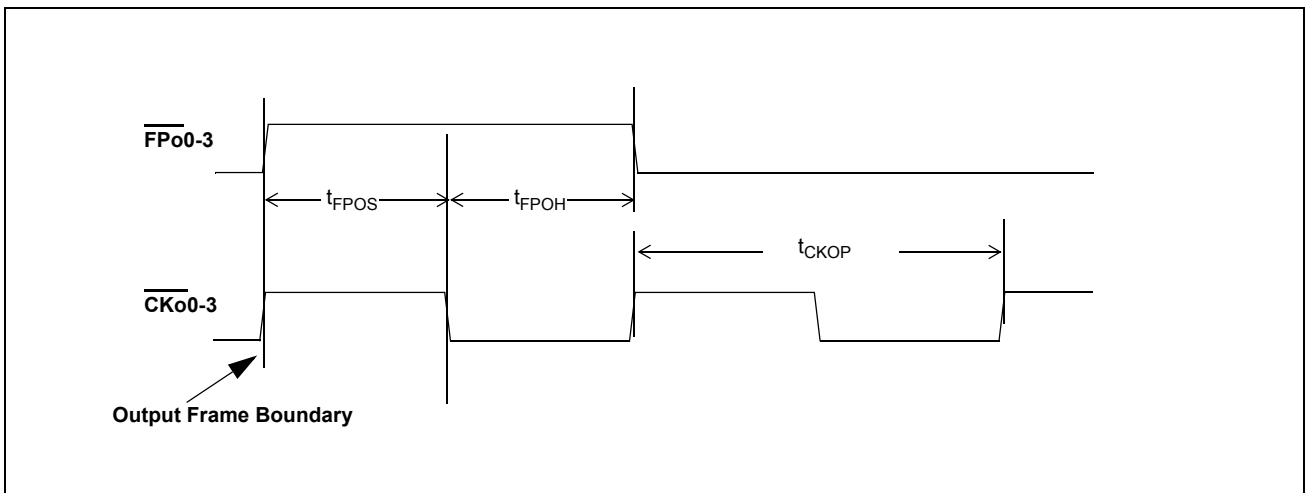 FPo0-3
tFPOS
tFPOH
tCKOP
CKo0-3
Output Frame Boundary